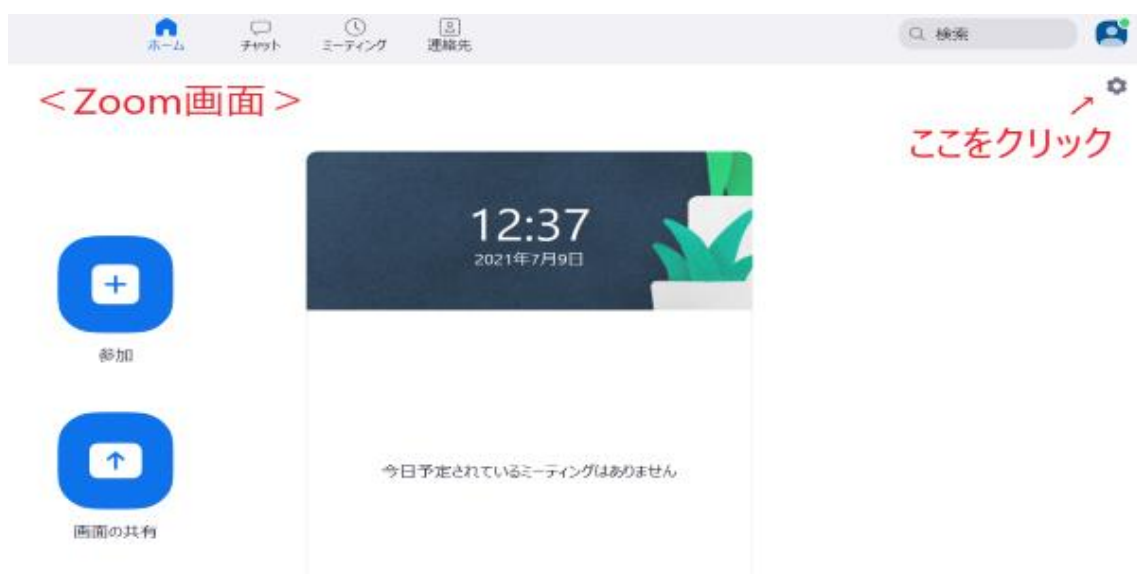 ホーム
チャット
ミーティング
連絡先
検索
＜Zoom画面＞
ここをクリック
12:37
2021年7月9日
参加
今日予定されているミーティングはありません
画面の共有